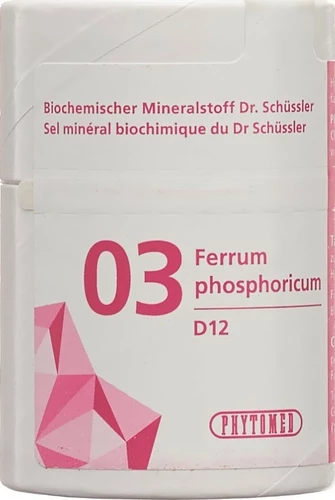 Biochemischer Mineralstoff Dr. Schüssler
Sel minéral biochimique du Dr Schüssler
03
Ferrum
phosphoricum
D12
PHYTOMED